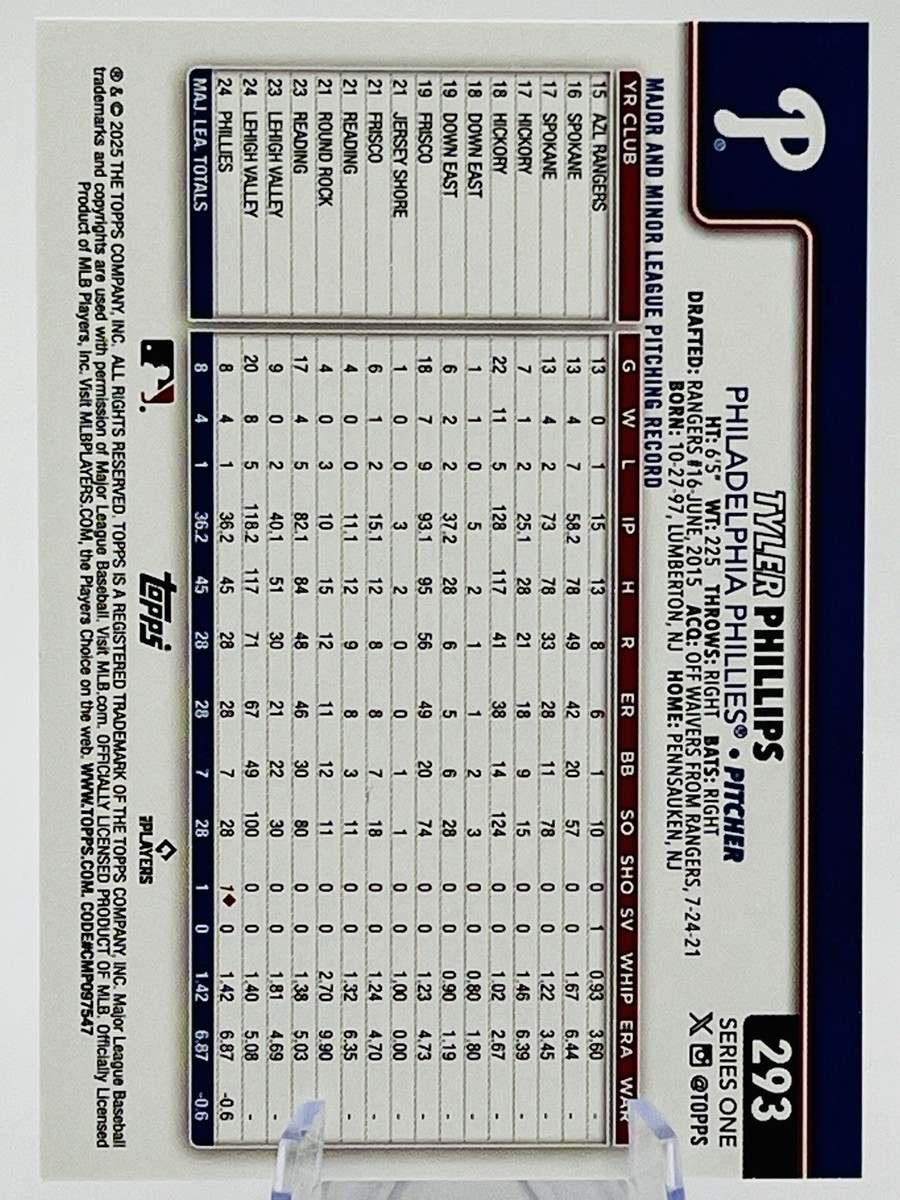 P®
293
SERIES ONE
X @TOPPS
TYLER PHILLIPS
PHILADELPHIA PHILLIES® • PITCHER
HT: 6'5" WT: 225 THROWS: RIGHT BATS: RIGHT
DRAFTED: RANGERS #16-JUNE, 2015 ACQ: OFF WAIVERS FROM RANGERS, 7-24-21
BORN: 10-27-97, LUMBERTON, NJ HOME: PENNSAUKEN, NJ
MAJOR AND MINOR LEAGUE PITCHING RECORD
YR CLUB G W L IP H R ER BB SO SHO SV WHIP ERA WAR
15 AZL RANGERS 13 0 1 15 13 8 6 1 10 0 1 0.93 3.60 -
16 SPOKANE 13 4 7 58.2 78 49 42 20 57 0 0 1.67 6.44 -
17 SPOKANE 13 4 2 73 78 33 28 11 78 0 0 1.22 3.45 -
17 HICKORY 7 1 2 25.1 28 21 18 9 15 0 0 1.46 6.39 -
18 HICKORY 22 11 5 128 117 41 38 14 124 0 0 1.02 2.67 -
18 DOWN EAST 1 1 0 5 2 1 1 2 3 0 0 0.80 1.80 -
19 DOWN EAST 6 2 2 37.2 28 6 5 6 28 0 0 0.90 1.19 -
19 FRISCO 18 7 9 93.1 95 56 49 20 74 0 0 1.23 4.73 -
21 JERSEY SHORE 1 0 0 3 2 0 0 1 1 0 0 1.00 0.00 -
21 FRISCO 6 1 2 15.1 12 8 8 7 18 0 0 1.24 4.70 -
21 READING 4 0 0 11.1 12 9 8 3 11 0 0 1.32 6.35 -
21 ROUND ROCK 4 0 3 10 15 12 11 12 11 0 0 2.70 9.90 -
23 READING 17 4 5 82.1 84 48 46 30 80 0 0 1.38 5.03 -
23 LEHIGH VALLEY 9 0 2 40.1 51 30 21 22 30 0 0 1.81 4.69 -
24 LEHIGH VALLEY 20 8 5 118.2 117 71 67 49 100 0 0 1.40 5.08 -
24 PHILLIES 8 4 1 36.2 45 28 28 7 28 1♦ 0 1.42 6.87 -0.6
MAJ. LEA. TOTALS 8 4 1 36.2 45 28 28 7 28 1 0 1.42 6.87 -0.6
topps PLAYERS
® & © 2025 THE TOPPS COMPANY, INC. ALL RIGHTS RESERVED. TOPPS IS A REGISTERED TRADEMARK OF THE TOPPS COMPANY, INC. Major League Baseball
trademarks and copyrights are used with permission of Major League Baseball. Visit MLB.com. OFFICIALLY LICENSED PRODUCT OF MLB. Officially Licensed
Product of MLB Players, Inc. Visit MLBPLAYERS.COM, the Players Choice on the web. WWW.TOPPS.COM. CODE#CMP097547